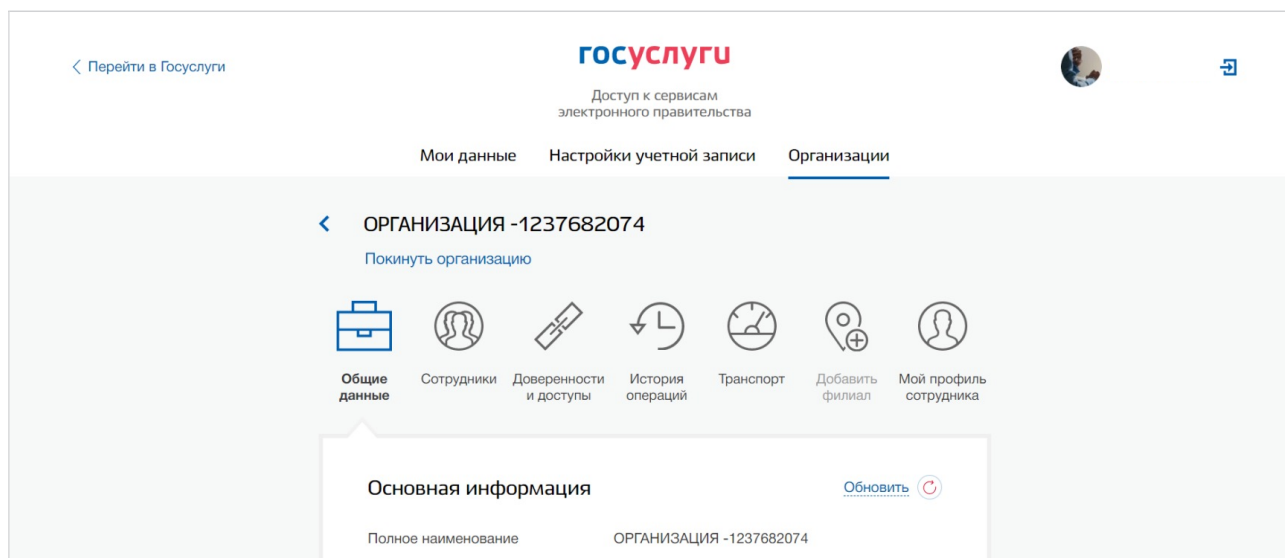 Перейти в Госуслуги
госуслуги
Доступ к сервисам
электронного правительства
Мои данные Настройки учетной записи Организации
ОРГАНИЗАЦИЯ -1237682074
Покинуть организацию
Общие данные
Сотрудники
Доверенности и доступы
История операций
Транспорт
Добавить филиал
Мой профиль сотрудника
Основная информация Обновить
Полное наименование ОРГАНИЗАЦИЯ -1237682074